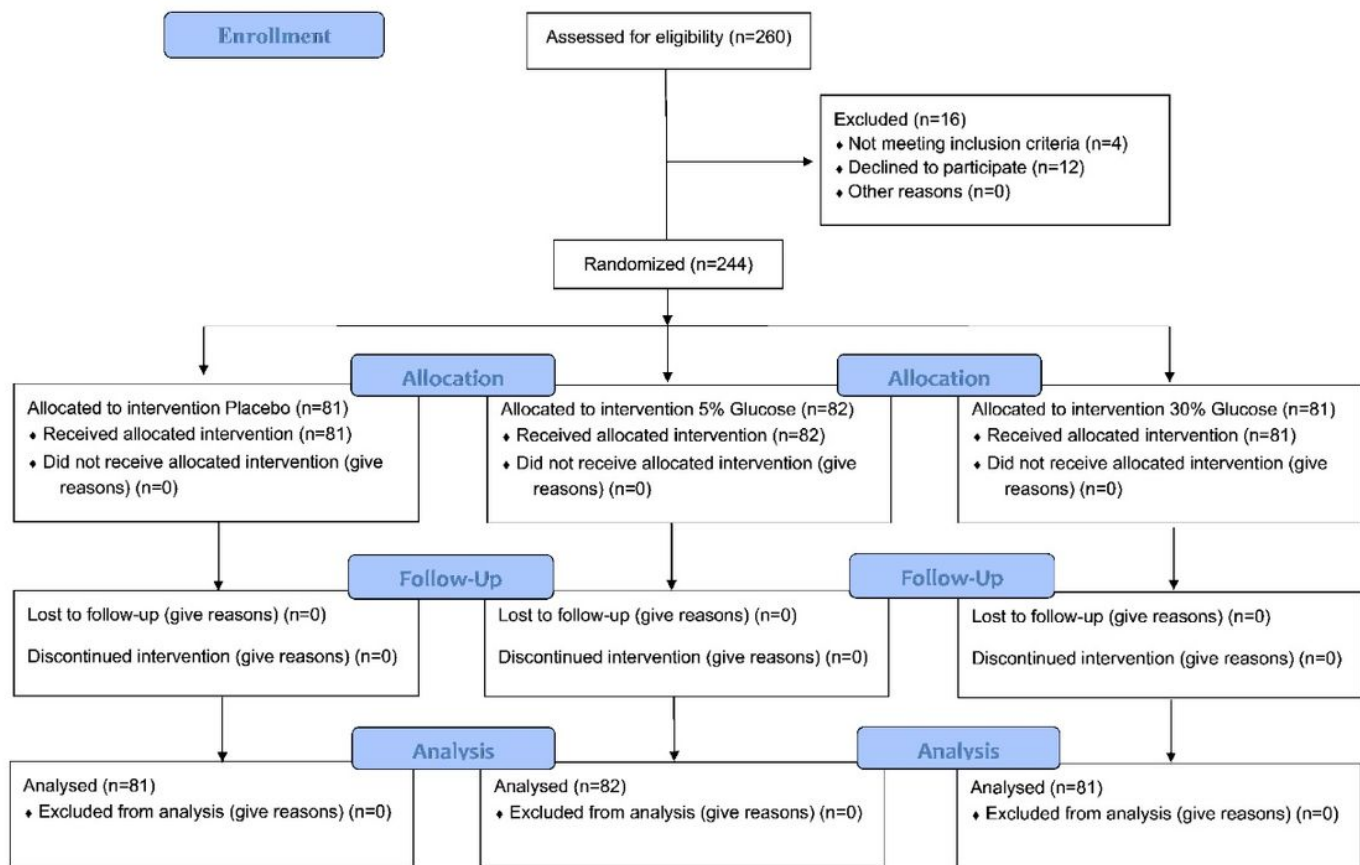 Enrollment
Assessed for eligibility (n=260)
Excluded (n=16)
♦ Not meeting inclusion criteria (n=4)
♦ Declined to participate (n=12)
♦ Other reasons (n=0)
Randomized (n=244)
Allocation
Allocation
Allocated to intervention Placebo (n=81)
♦ Received allocated intervention (n=81)
♦ Did not receive allocated intervention (give
reasons) (n=0)
Allocated to intervention 5% Glucose (n=82)
♦ Received allocated intervention (n=82)
♦ Did not receive allocated intervention (give
reasons) (n=0)
Allocated to intervention 30% Glucose (n=81)
♦ Received allocated intervention (n=81)
♦ Did not receive allocated intervention (give
reasons) (n=0)
Follow-Up
Follow-Up
Lost to follow-up (give reasons) (n=0)
Discontinued intervention (give reasons) (n=0)
Lost to follow-up (give reasons) (n=0)
Discontinued intervention (give reasons) (n=0)
Lost to follow-up (give reasons) (n=0)
Discontinued intervention (give reasons) (n=0)
Analysis
Analysis
Analysed (n=81)
♦ Excluded from analysis (give reasons) (n=0)
Analysed (n=82)
♦ Excluded from analysis (give reasons) (n=0)
Analysed (n=81)
♦ Excluded from analysis (give reasons) (n=0)